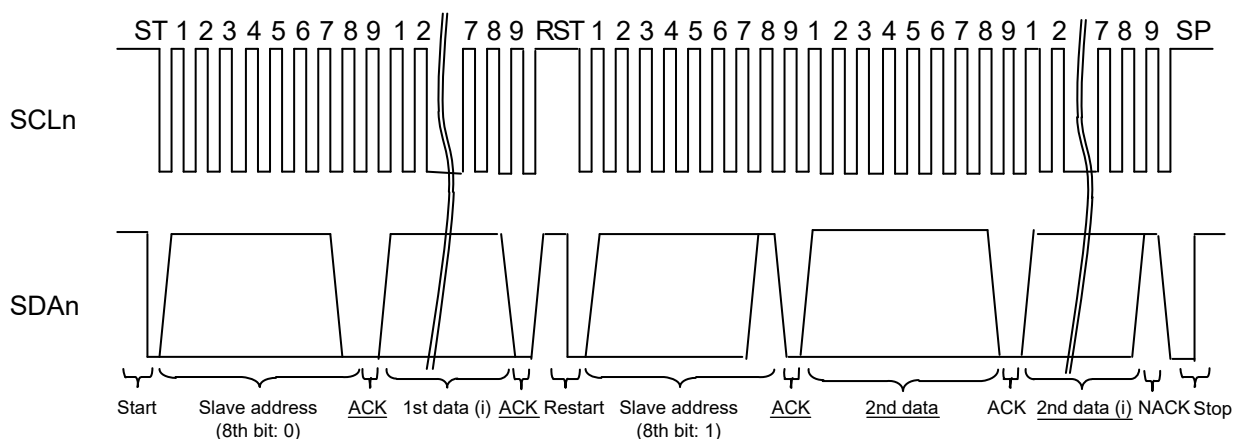 ST 1 2 3 4 5 6 7 8 9 1 2 7 8 9 RST 1 2 3 4 5 6 7 8 9 1 2 3 4 5 6 7 8 9 1 2 7 8 9 SP
SCLn
SDAn
Start Slave address ACK 1st data (i) ACK Restart Slave address ACK 2nd data ACK 2nd data (i) NACK Stop
(8th bit: 0) (8th bit: 1)